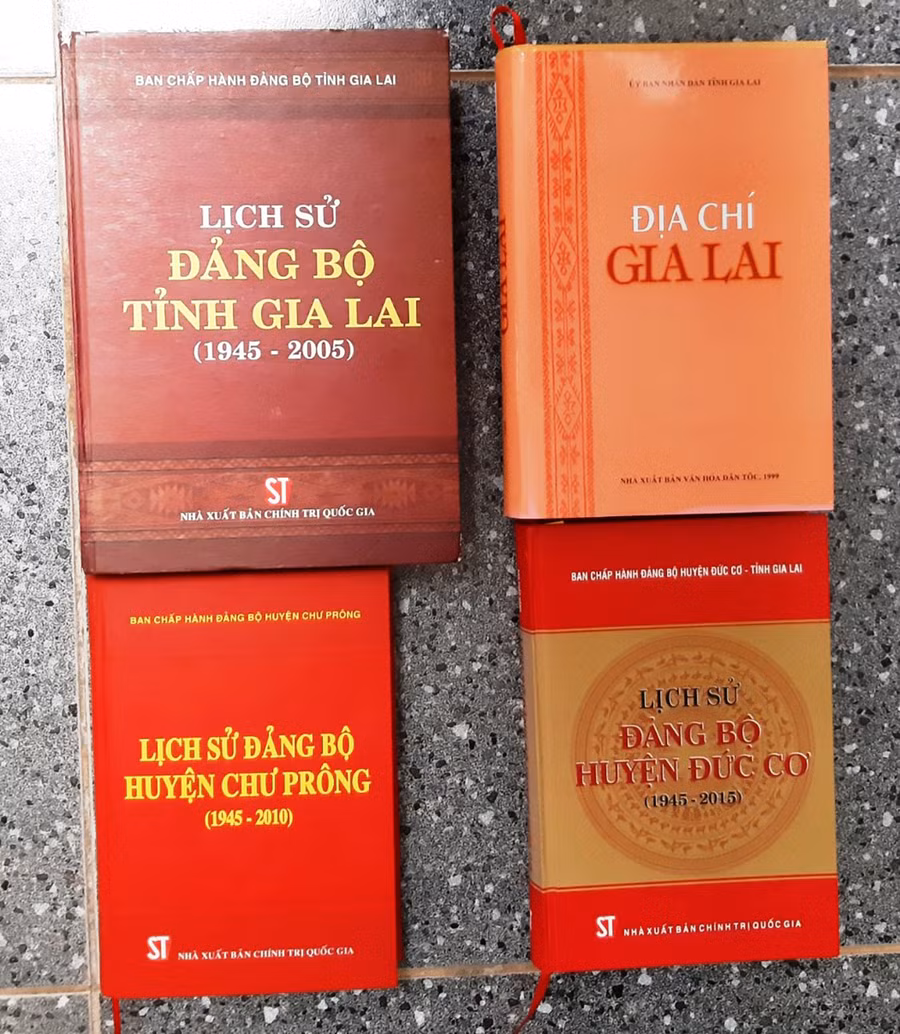 BAN CHẤP HÀNH ĐẢNG BỘ TỈNH GIA LAI
LỊCH SỬ
ĐẢNG BỘ
TỈNH GIA LAI
(1945 - 2005)
ST
NHÀ XUẤT BẢN CHÍNH TRỊ QUỐC GIA
ỦY BAN NHÂN DÂN TỈNH GIA LAI
ĐỊA CHÍ
GIA LAI
NHÀ XUẤT BẢN VĂN HÓA DÂN TỘC, 1999
GIA LAI
BAN CHẤP HÀNH ĐẢNG BỘ HUYỆN CHƯ PRÔNG
LỊCH SỬ ĐẢNG BỘ
HUYỆN CHƯ PRÔNG
(1945 - 2010)
ST NHÀ XUẤT BẢN CHÍNH TRỊ QUỐC GIA
BAN CHẤP HÀNH ĐẢNG BỘ HUYỆN ĐỨC CƠ - TỈNH GIA LAI
LỊCH SỬ
ĐẢNG BỘ
HUYỆN ĐỨC CƠ
(1945 - 2015)
ST NHÀ XUẤT BẢN CHÍNH TRỊ QUỐC GIA